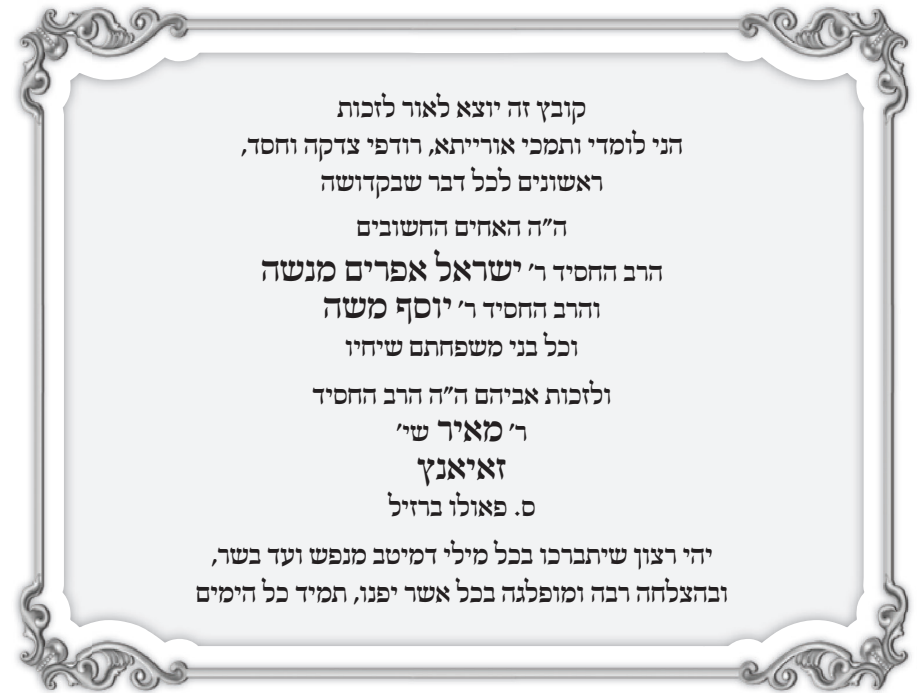 קובץ זה יוצא לאור לזכות
הני לומדי ותמכי אורייתא, רודפי צדקה וחסד,
ראשונים לכל דבר שבקדושה
ה״ה האחים החשובים
הרב החסיד ר׳ ישראל אפרים מנשה
והרב החסיד ר׳ יוסף משה
וכל בני משפחתם שיחיו
ולזכות אביהם ה״ה הרב החסיד
ר׳ מאיר שי׳
זאיאנץ
ס. פאולו ברזיל
יהי רצון שיתברכו בכל מילי דמיטב מנפש ועד בשר,
ובהצלחה רבה ומופלגה בכל אשר יפנו, תמיד כל הימים